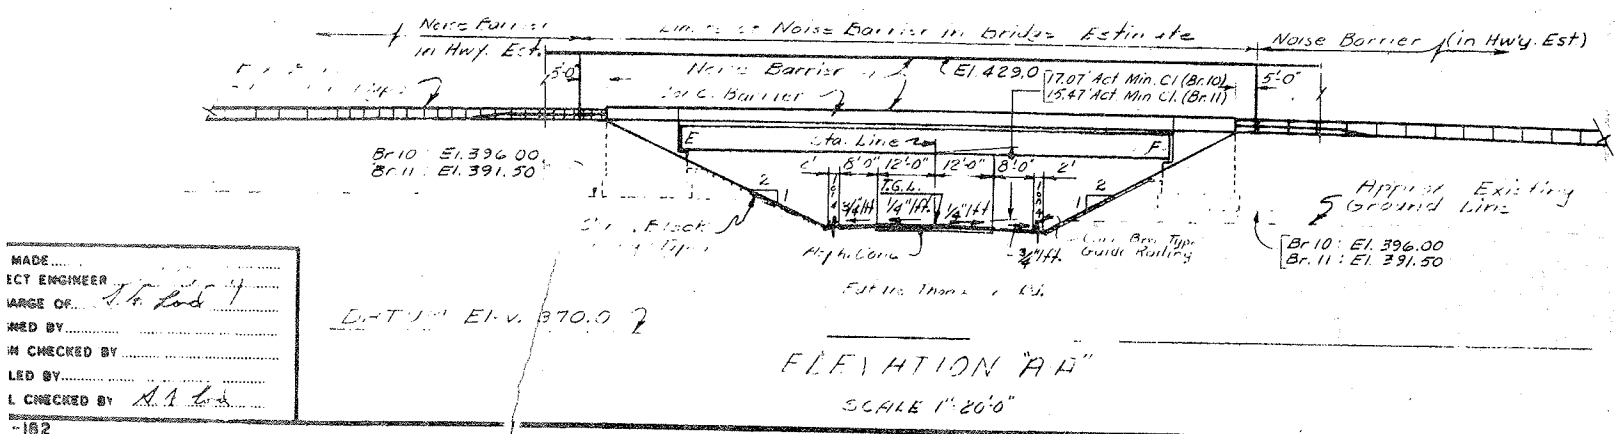 Noise Barrier
in Hwy. Est.
Limits of Noise Barrier in Bridge Estimate
Noise Barrier (in Hwy. Est)
5'-0"
Noise Barrier
El. 429.0
17.07' Act Min. Cl. (Br.10)
15.47' Act Min Cl. (Br.11)
5'-0"
Barrier
E
Sta. Line
F
Br 10 : El. 396.00
Br. 11 : El. 391.50
2'
8'-0"
12'-0"
12'-0"
8'-0"
2'
2
1
T.G.L.
3/4"/ft
1/4"/ft.
1/4"/ft
2
1
Approx Existing
Ground Line
Block
Asph. Conc
3/4"/ft.
Type
Guide Railing
Br 10 : El. 396.00
Br. 11 : El. 391.50
Future
Rd.
DATUM Elev. 370.0
ELEVATION "A-A"
SCALE 1"=20'-0"
MADE
ECT ENGINEER
ARGE OF
NED BY
N CHECKED BY
LED BY
L CHECKED BY
-182